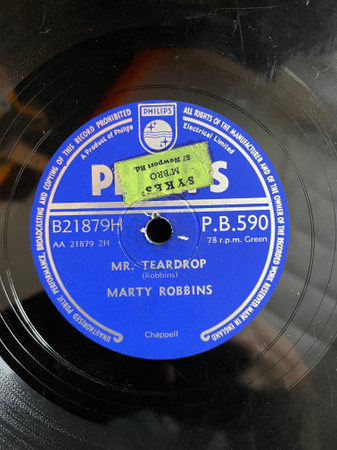 ALL RIGHTS OF THE MANUFACTURER AND OF THE OWNER OF THE RECORDED WORK RESERVED MADE IN ENGLAND
UNAUTHORISED PUBLIC PERFORMANCE, BROADCASTING AND COPYING OF THIS RECORD PROHIBITED
A Product of Philips
Electrical Limited
PHILIPS
SYKES'
M'BRO
57 Newport Rd.
B21879H
P.B.590
AA 21879 2H
78 r.p.m. Green
MR. TEARDROP
(Robbins)
MARTY ROBBINS
Chappell